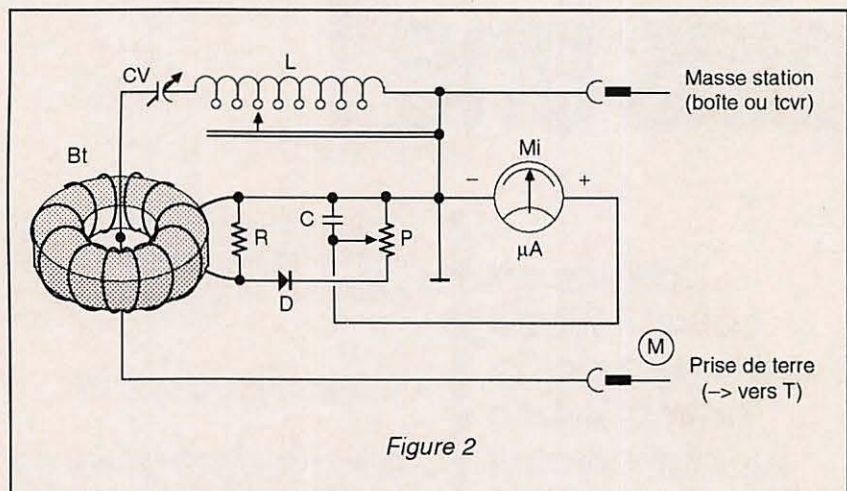 CV
L
Masse station
(boîte ou tcvr)
Bt
Mi
–
+
R
C
P
µA
D
M
Prise de terre
(–> vers T)
Figure 2